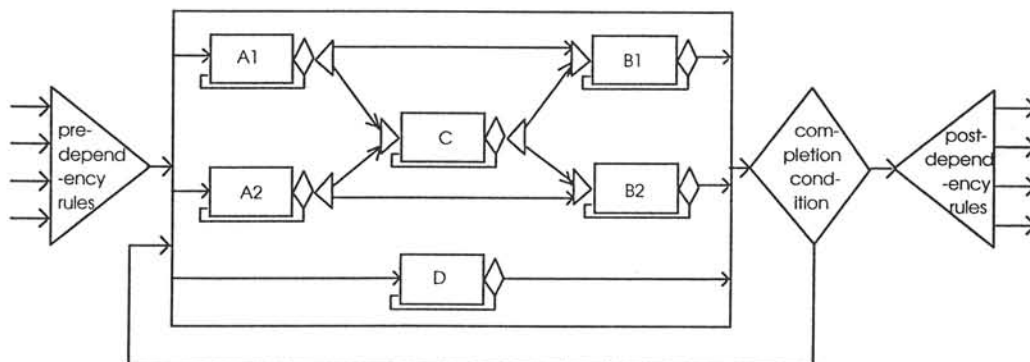 A1
B1
pre-
depend
-ency
rules
C
com-
pletion
cond-
ition
post-
depend
-ency
rules
A2
B2
D